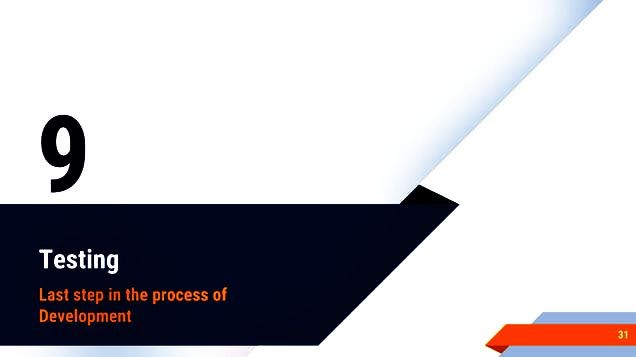 9
Testing
Last step in the process of
Development
31